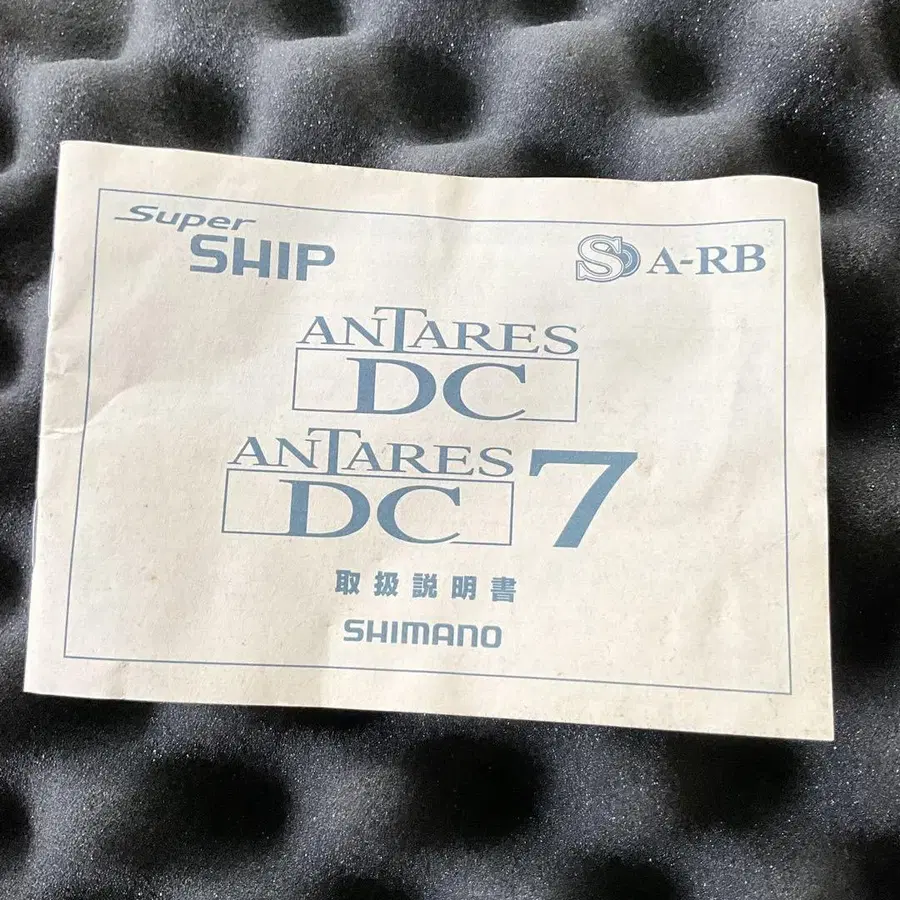 Super
SHIP
S A-RB
ANTARES
DC
ANTARES
DC 7
取扱説明書
SHIMANO